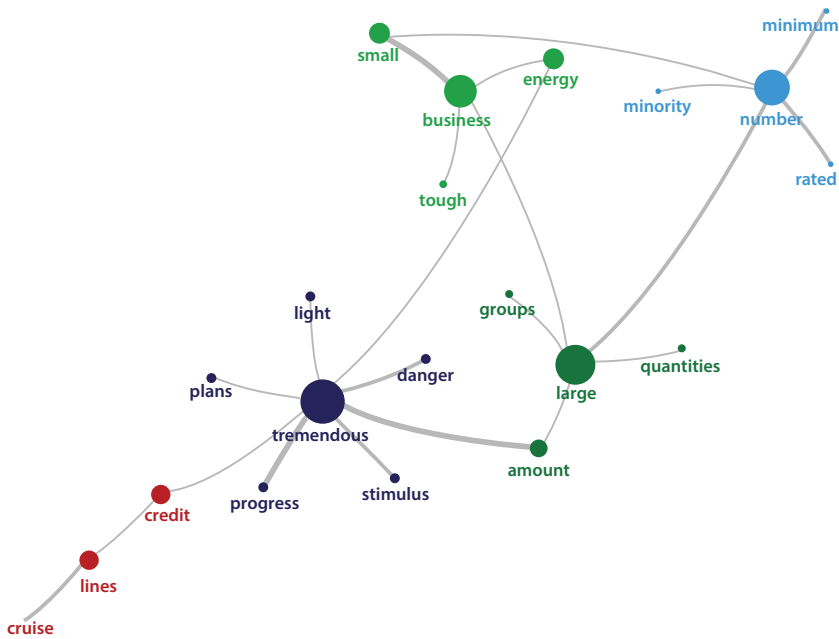 minimum
small
energy
minority
business
number
rated
tough
groups
light
quantities
danger
plans
large
tremendous
amount
stimulus
progress
credit
lines
cruise